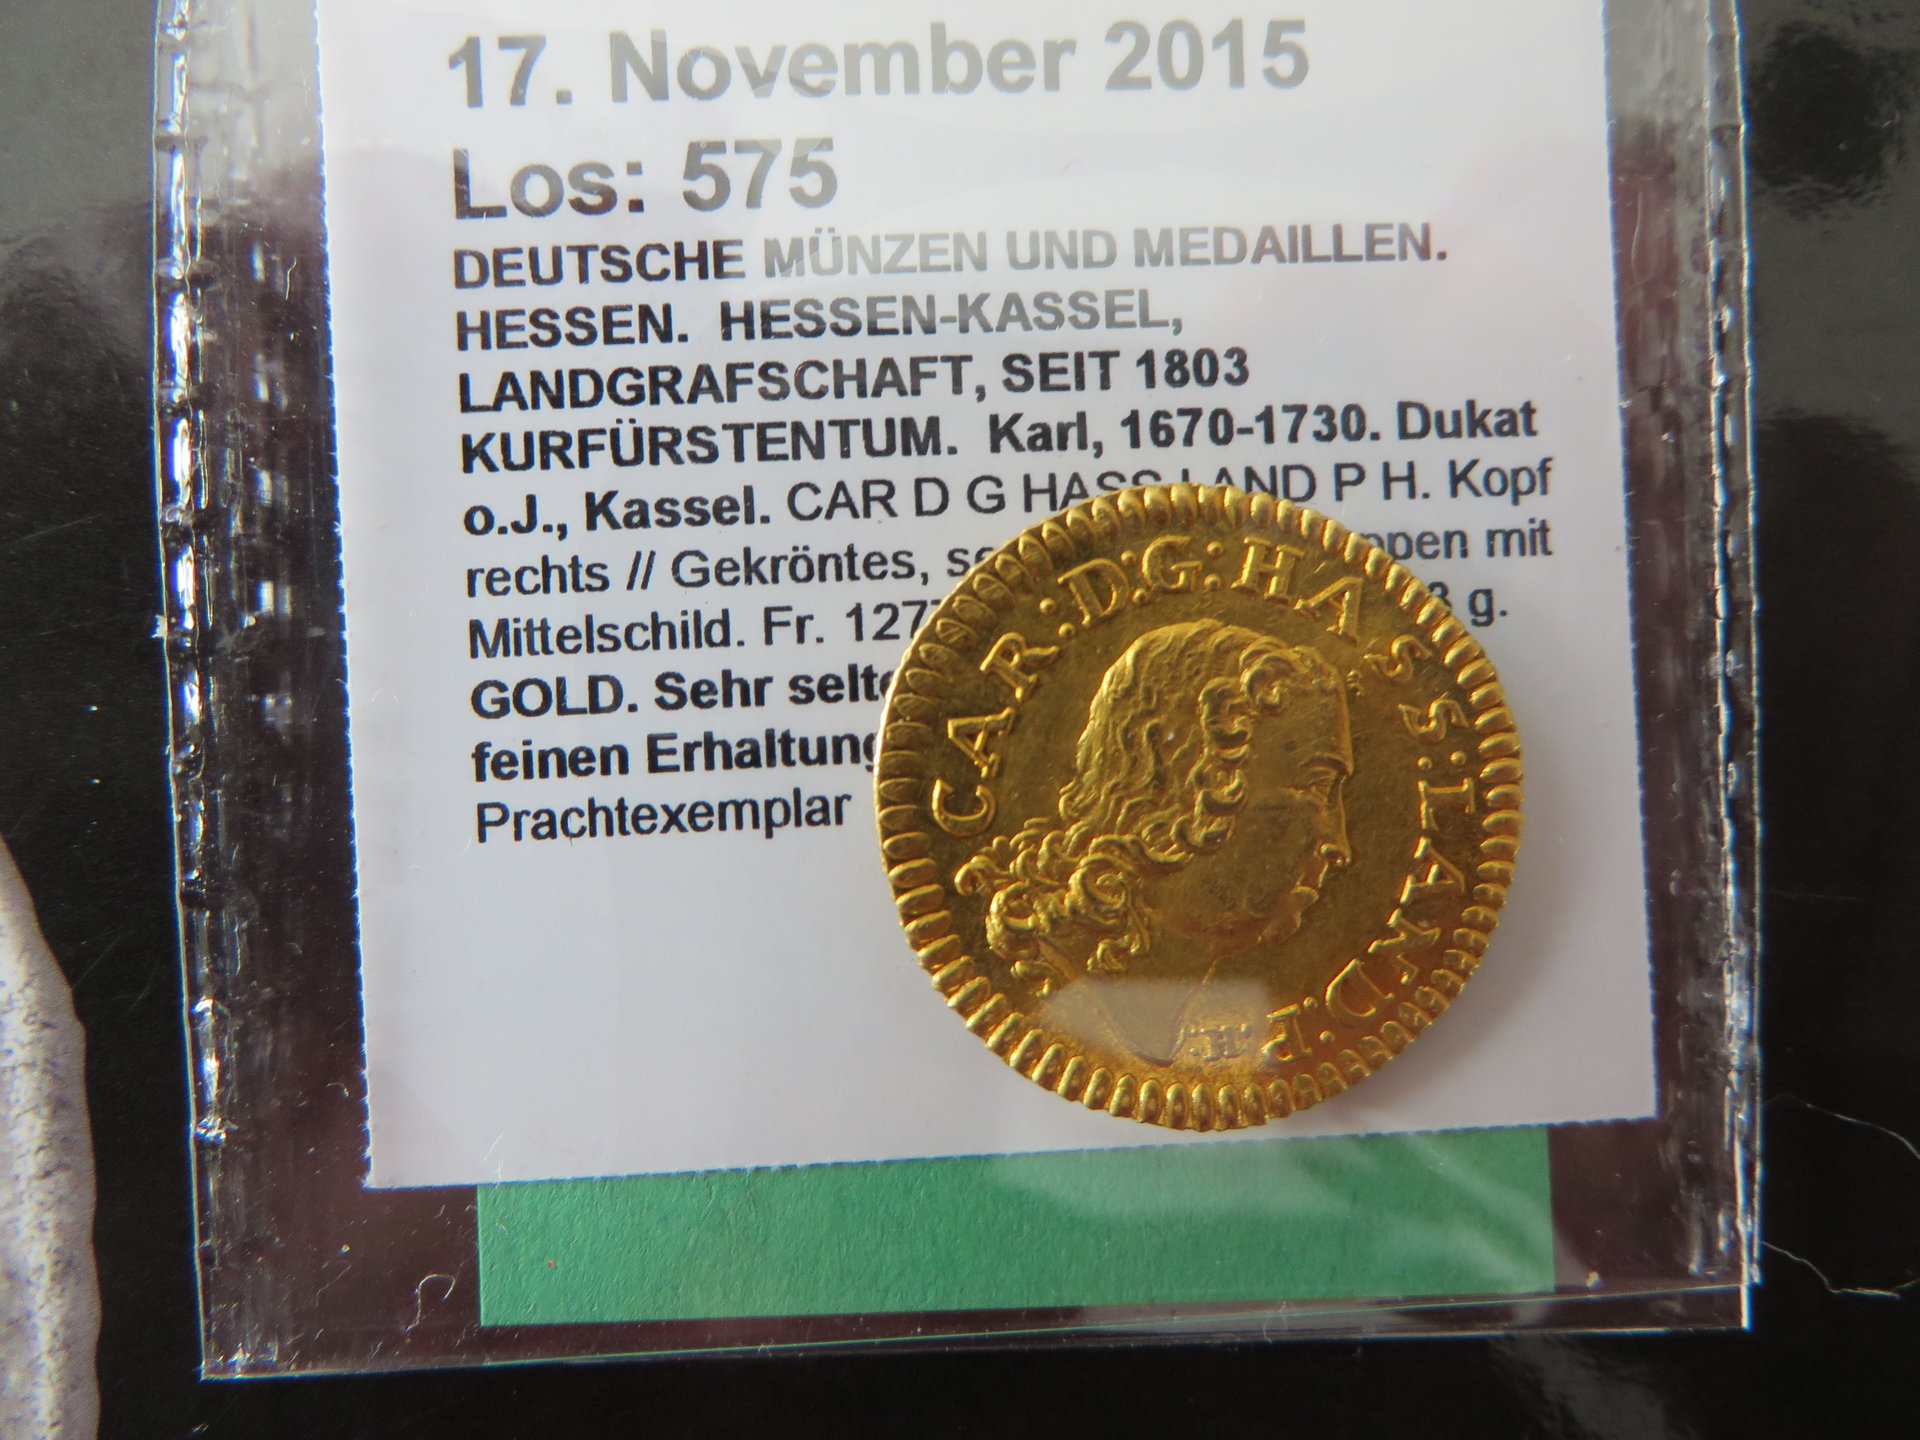 17. November 2015
Los: 575
DEUTSCHE MÜNZEN UND MEDAILLEN.
HESSEN. HESSEN-KASSEL,
LANDGRAFSCHAFT, SEIT 1803
KURFÜRSTENTUM. Karl, 1670-1730. Dukat
o.J., Kassel. CAR D G HASS LAND P H. Kopf
rechts // Gekröntes, mit
Mittelschild. Fr. g.
GOLD. Sehr
feinen Erhaltung
Prachtexemplar
CAR:D:G:HASS:LAND.P.H.